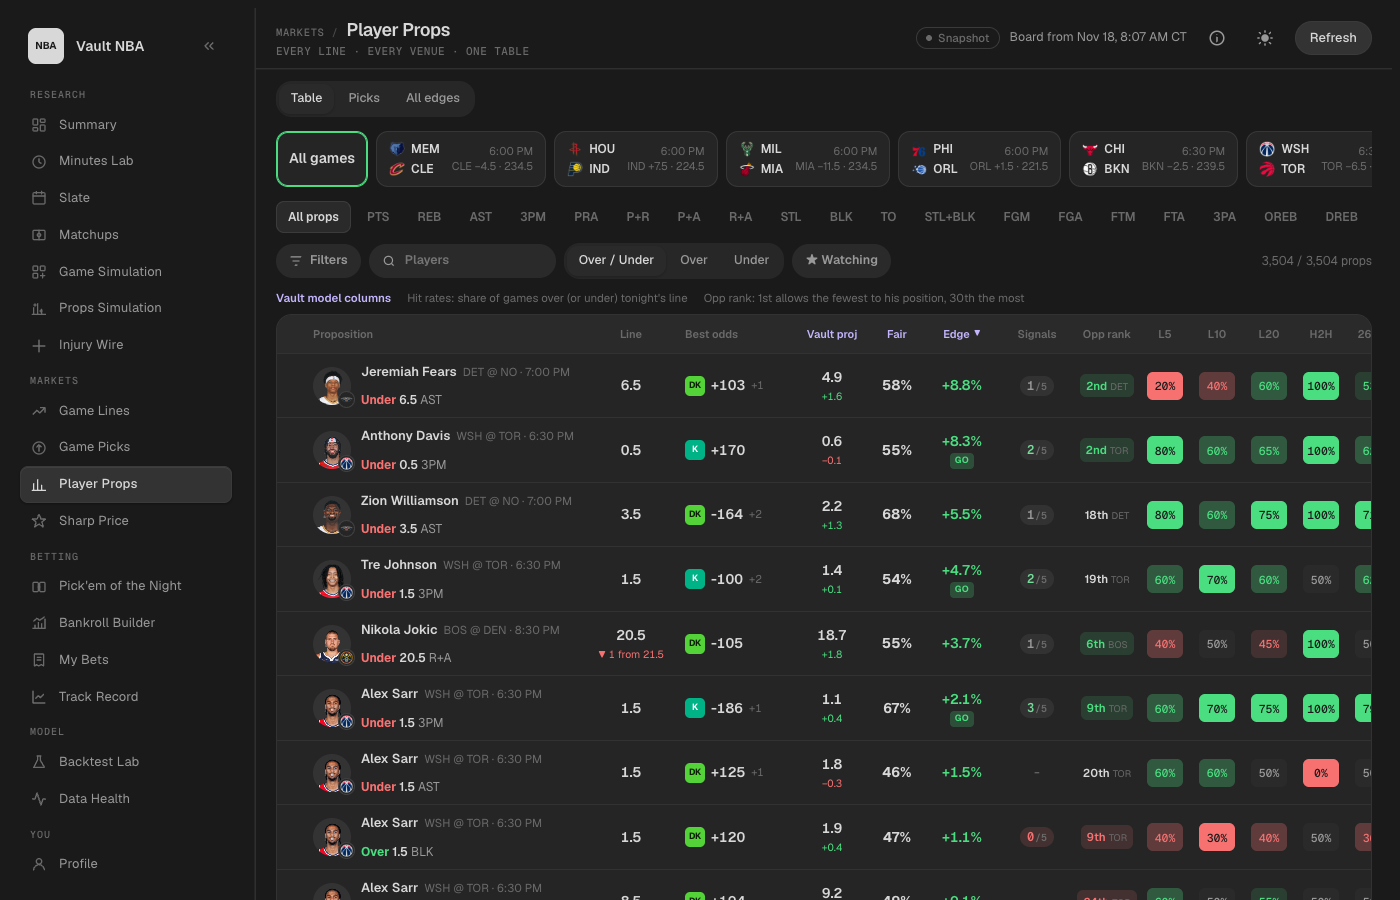 NBA
Vault NBA
RESEARCH
Summary
Minutes Lab
Slate
Matchups
Game Simulation
Props Simulation
Injury Wire
MARKETS
Game Lines
Game Picks
Player Props
Sharp Price
BETTING
Pick'em of the Night
Bankroll Builder
My Bets
Track Record
MODEL
Backtest Lab
Data Health
YOU
Profile
MARKETS / Player Props
EVERY LINE · EVERY VENUE · ONE TABLE
Snapshot
Board from Nov 18, 8:07 AM CT
Refresh
Table Picks All edges
All games
MEM 6:00 PM
CLE CLE −4.5 · 234.5
HOU 6:00 PM
IND IND +7.5 · 224.5
MIL 6:00 PM
MIA MIA −11.5 · 234.5
PHI 6:00 PM
ORL ORL +1.5 · 221.5
CHI 6:30 PM
BKN BKN −2.5 · 239.5
WSH
TOR TOR −6.5 ·
All props PTS REB AST 3PM PRA P+R P+A R+A STL BLK TO STL+BLK FGM FGA FTM FTA 3PA OREB DREB
Filters Players Over / Under Over Under ★ Watching 3,504 / 3,504 props
Vault model columns Hit rates: share of games over (or under) tonight's line Opp rank: 1st allows the fewest to his position, 30th the most
Proposition Line Best odds Vault proj Fair Edge ▼ Signals Opp rank L5 L10 L20 H2H 26
Jeremiah Fears DET @ NO · 7:00 PM
Under 6.5 AST
6.5 DK +103 +1
4.9
+1.6
58% +8.8% 1/5 2nd DET 20% 40% 60% 100%
Anthony Davis WSH @ TOR · 6:30 PM
Under 0.5 3PM
0.5 K +170
0.6
−0.1
55%
+8.3%
GO
2/5 2nd TOR 80% 60% 65% 100%
Zion Williamson DET @ NO · 7:00 PM
Under 3.5 AST
3.5 DK -164 +2
2.2
+1.3
68% +5.5% 1/5 18th DET 80% 60% 75% 100%
Tre Johnson WSH @ TOR · 6:30 PM
Under 1.5 3PM
1.5 K -100 +2
1.4
+0.1
54%
+4.7%
GO
2/5 19th TOR 60% 70% 60% 50%
Nikola Jokic BOS @ DEN · 8:30 PM
Under 20.5 R+A
20.5
▼ 1 from 21.5
DK -105
18.7
+1.8
55% +3.7% 1/5 6th BOS 40% 50% 45% 100%
Alex Sarr WSH @ TOR · 6:30 PM
Under 1.5 3PM
1.5 K -186 +1
1.1
+0.4
67%
+2.1%
GO
3/5 9th TOR 60% 70% 75% 100%
Alex Sarr WSH @ TOR · 6:30 PM
Under 1.5 AST
1.5 DK +125 +1
1.8
−0.3
46% +1.5% - 20th TOR 60% 60% 50% 0%
Alex Sarr WSH @ TOR · 6:30 PM
Over 1.5 BLK
1.5 DK +120
1.9
+0.4
47% +1.1% 0/5 9th TOR 40% 30% 40% 50%
Alex Sarr WSH @ TOR · 6:30 PM
9.2